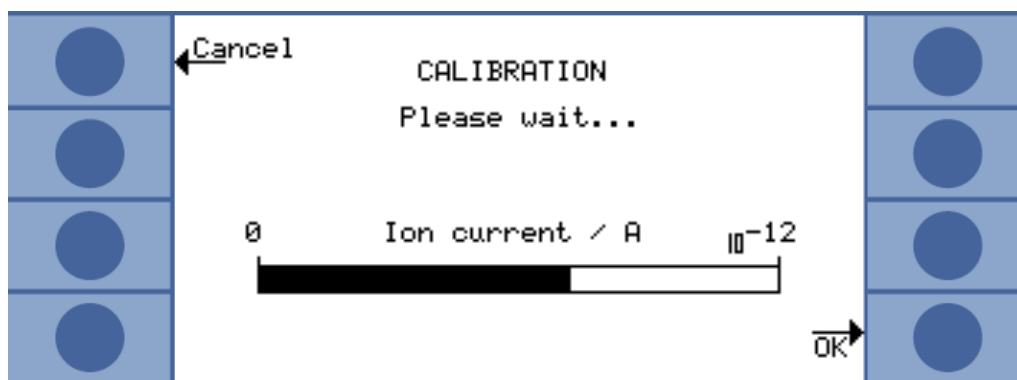 Cancel
CALIBRATION
Please wait...
0 Ion current / A 10-12
OK